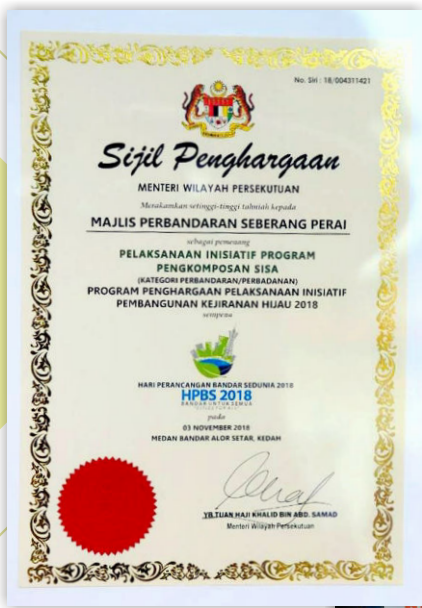 No. Siri : 18/004311421
Sijil Penghargaan
MENTERI WILAYAH PERSEKUTUAN
Merakamkan setinggi-tinggi tahniah kepada
MAJLIS PERBANDARAN SEBERANG PERAI
sebagai pemenang
PELAKSANAAN INISIATIF PROGRAM
PENGKOMPOSAN SISA
(KATEGORI PERBANDARAN/PERBADANAN)
PROGRAM PENGHARGAAN PELAKSANAAN INISIATIF
PEMBANGUNAN KEJIRANAN HIJAU 2018
sempena
HARI PERANCANGAN BANDAR SEDUNIA 2018
HPBS 2018
BANDAR UNTUK SEMUA
pada
03 NOVEMBER 2018
MEDAN BANDAR ALOR SETAR, KEDAH
YB TUAN HAJI KHALID BIN ABD. SAMAD
Menteri Wilayah Persekutuan